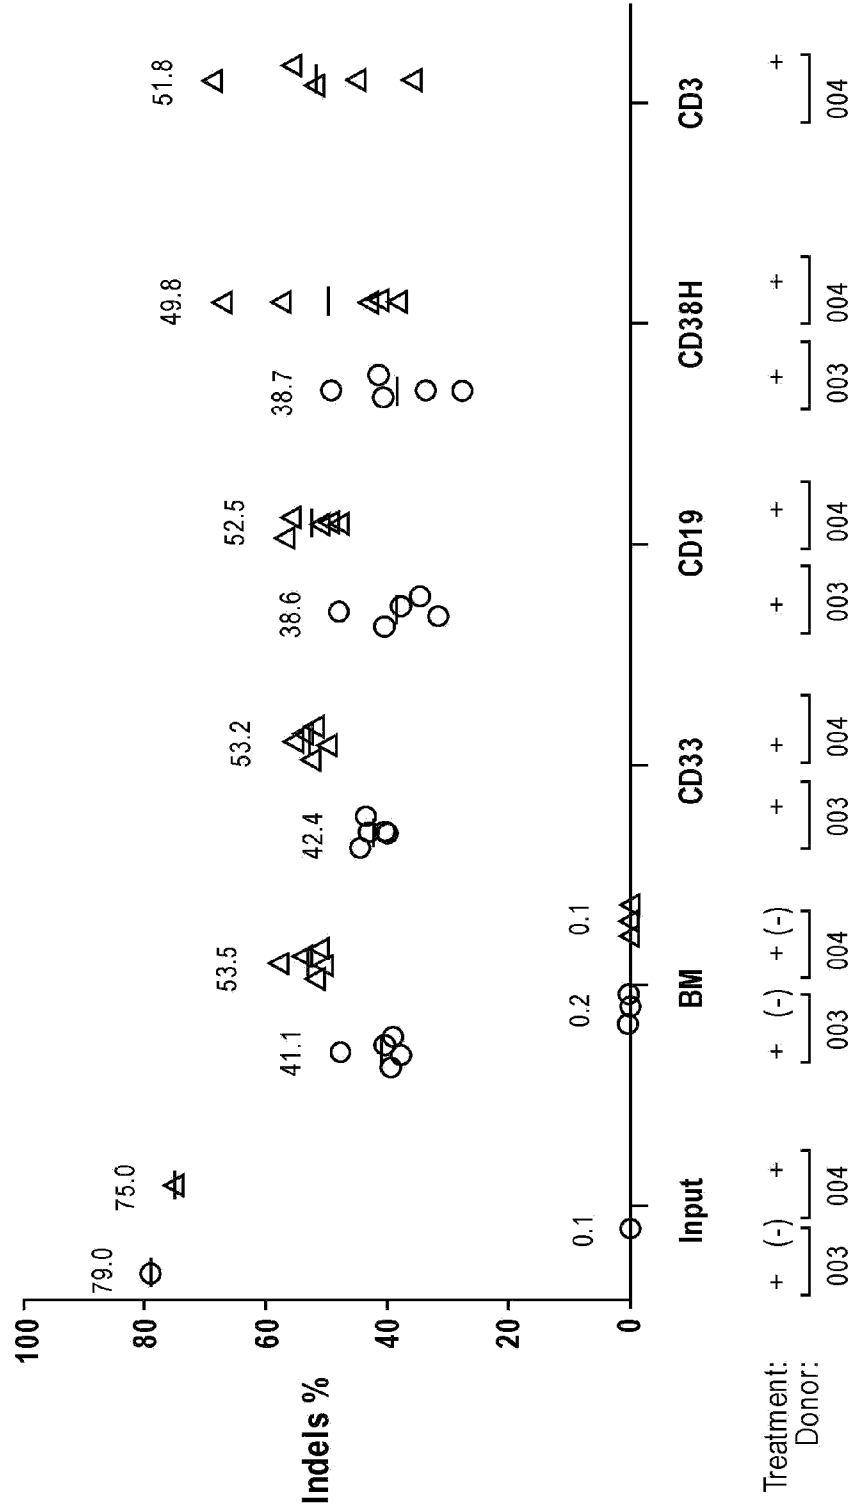 Indels %
100
80
60
40
20
0
79.0
75.0
0.1
41.1
53.5
0.2
0.1
42.4
53.2
38.6
52.5
38.7
49.8
51.8
Input
BM
CD33
CD19
CD38H
CD3
Treatment: + (-) + + (-) + (-) + + + + + + +
Donor: 003 004 003 004 003 004 003 004 003 004 004